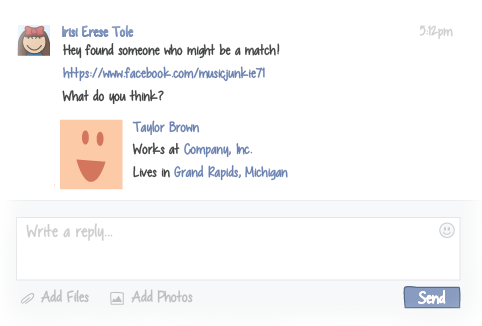 Irisi Erese Tole
5:12pm
Hey found someone who might be a match!
https://www.facebook.com/musicjunkie71
What do you think?
Taylor Brown
Works at Company, Inc.
Lives in Grand Rapids, Michigan
Write a reply...
Add Files
Add Photos
Send